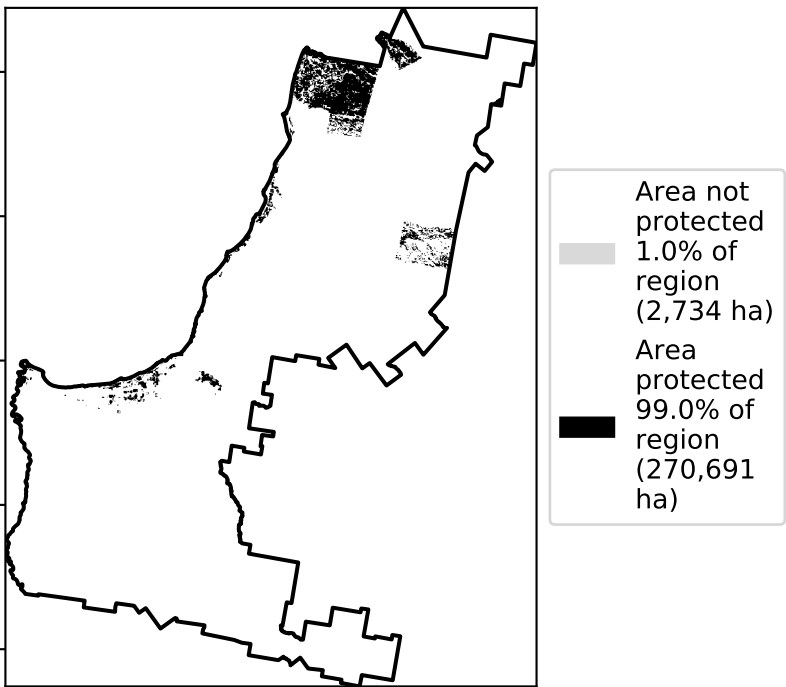 Area not
protected
1.0% of
region
(2,734 ha)
Area
protected
99.0% of
region
(270,691
ha)